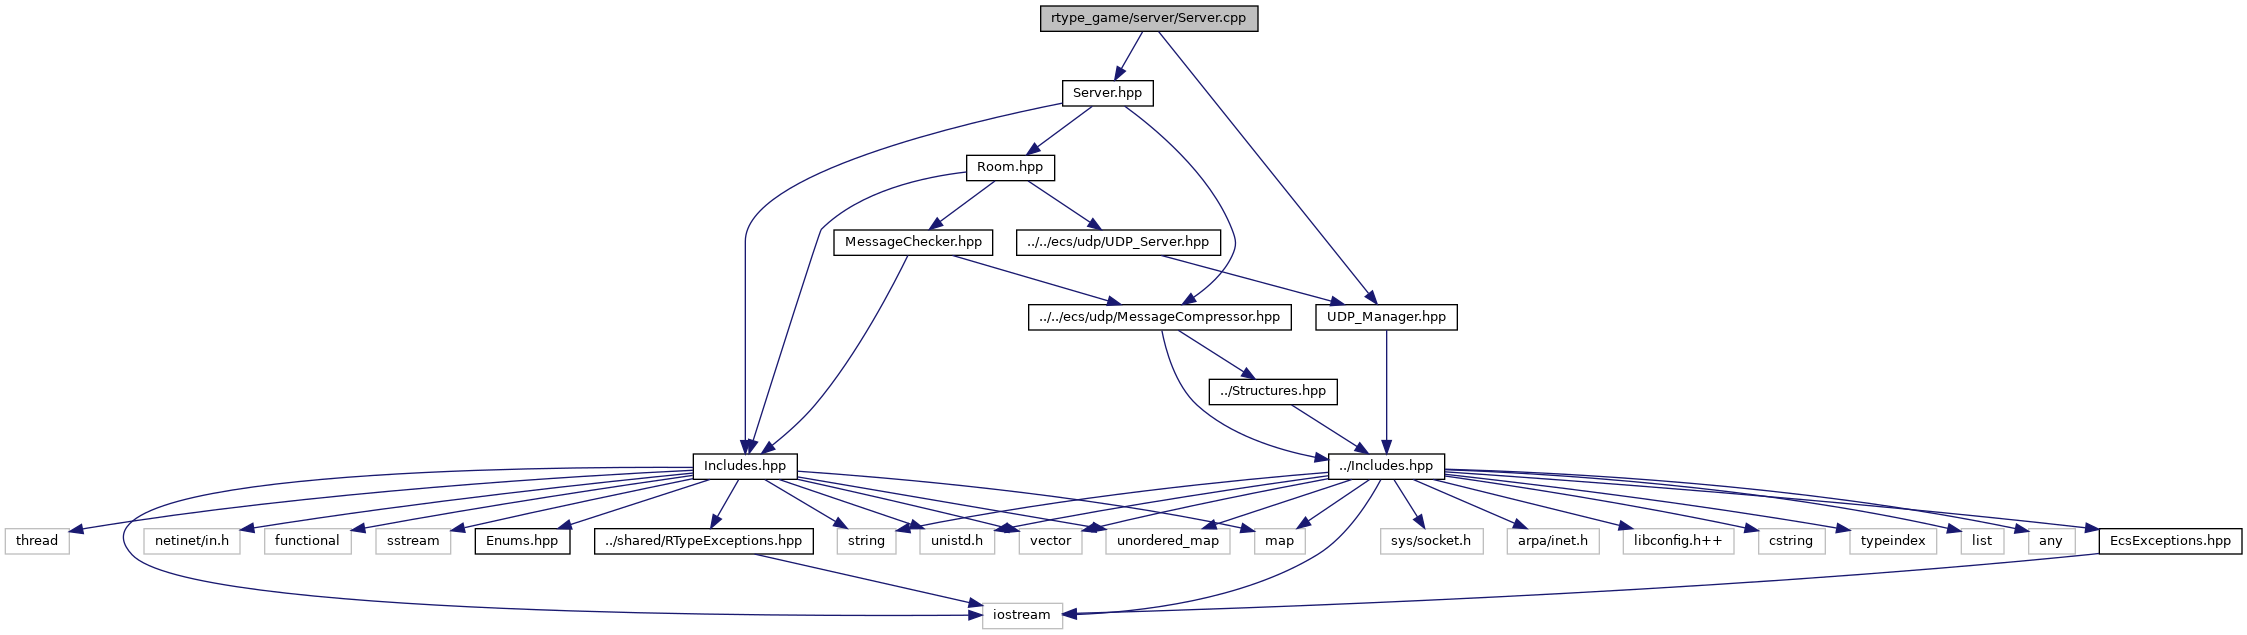 rtype_game/server/Server.cpp
Server.hpp
Room.hpp
MessageChecker.hpp
../../ecs/udp/UDP_Server.hpp
../../ecs/udp/MessageCompressor.hpp
UDP_Manager.hpp
../Structures.hpp
Includes.hpp
../Includes.hpp
thread
netinet/in.h
functional
sstream
Enums.hpp
../shared/RTypeExceptions.hpp
string
unistd.h
vector
unordered_map
map
sys/socket.h
arpa/inet.h
libconfig.h++
cstring
typeindex
list
any
EcsExceptions.hpp
iostream